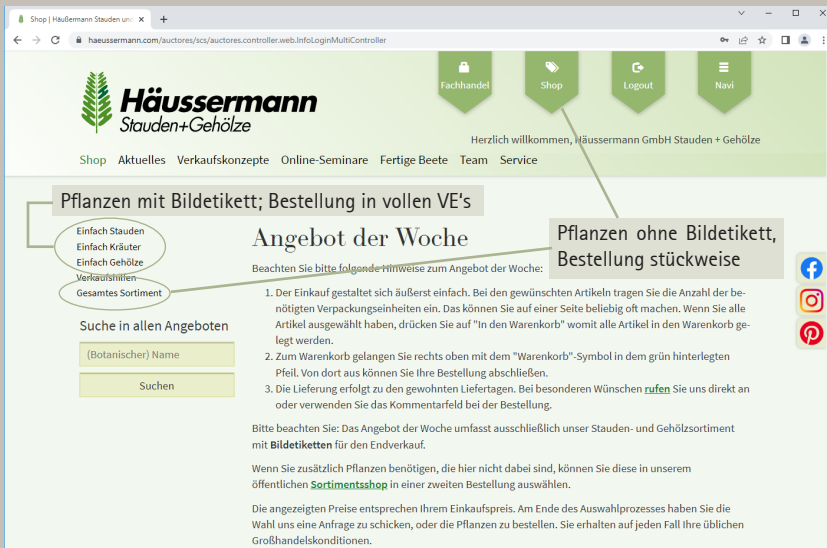 Shop | Häußermann Stauden und
haeussermann.com/auctores/scs/auctores.controller.web.InfoLoginMultiController
Fachhandel
Shop
Logout
Navi
Häussermann
Stauden+Gehölze
Herzlich willkommen, Häussermann GmbH Stauden + Gehölze
Shop Aktuelles Verkaufskonzepte Online-Seminare Fertige Beete Team Service
Pflanzen mit Bildetikett; Bestellung in vollen VE's
Einfach Stauden
Einfach Kräuter
Einfach Gehölze
Verkaufshilfen
Gesamtes Sortiment
Suche in allen Angeboten
(Botanischer) Name
Suchen
Pflanzen ohne Bildetikett,
Bestellung stückweise
Angebot der Woche
Beachten Sie bitte folgende Hinweise zum Angebot der Woche:
1. Der Einkauf gestaltet sich äußerst einfach. Bei den gewünschten Artikeln tragen Sie die Anzahl der be-
nötigten Verpackungseinheiten ein. Das können Sie auf einer Seite beliebig oft machen. Wenn Sie alle
Artikel ausgewählt haben, drücken Sie auf "In den Warenkorb" womit alle Artikel in den Warenkorb ge-
legt werden.
2. Zum Warenkorb gelangen Sie rechts oben mit dem "Warenkorb"-Symbol in dem grün hinterlegten
Pfeil. Von dort aus können Sie Ihre Bestellung abschließen.
3. Die Lieferung erfolgt zu den gewohnten Liefertagen. Bei besonderen Wünschen rufen Sie uns direkt an
oder verwenden Sie das Kommentarfeld bei der Bestellung.
Bitte beachten Sie: Das Angebot der Woche umfasst ausschließlich unser Stauden- und Gehölzsortiment
mit Bildetiketten für den Endverkauf.
Wenn Sie zusätzlich Pflanzen benötigen, die hier nicht dabei sind, können Sie diese in unserem
öffentlichen Sortimentsshop in einer zweiten Bestellung auswählen.
Die angezeigten Preise entsprechen Ihrem Einkaufspreis. Am Ende des Auswahlprozesses haben Sie die
Wahl uns eine Anfrage zu schicken, oder die Pflanzen zu bestellen. Sie erhalten auf jeden Fall Ihre üblichen
Großhandelskonditionen.